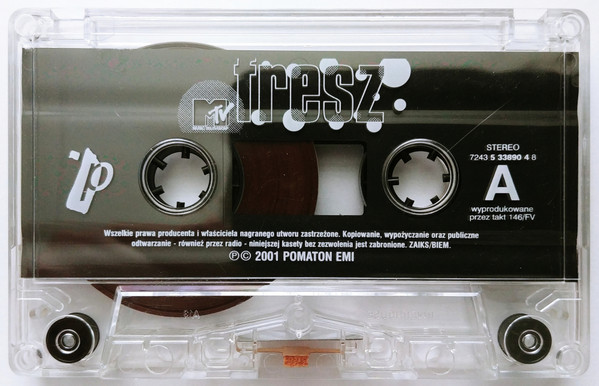 MTV
tresz
p
STEREO
7243 5 33890 4 8
A
wyprodukowane
przez takt 146/FV
Wszelkie prawa producenta i właściciela nagranego utworu zastrzeżone. Kopiowanie, wypożyczanie oraz publiczne
odtwarzanie - również przez radio - niniejszej kasety bez zezwolenia jest zabronione. ZAIKS/BIEM.
℗© 2001 POMATON EMI